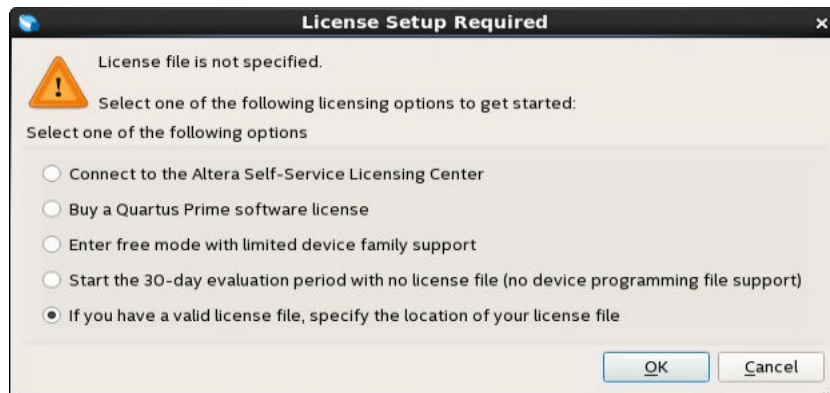 License Setup Required
License file is not specified.
Select one of the following licensing options to get started:
Select one of the following options
Connect to the Altera Self-Service Licensing Center
Buy a Quartus Prime software license
Enter free mode with limited device family support
Start the 30-day evaluation period with no license file (no device programming file support)
If you have a valid license file, specify the location of your license file
OK
Cancel